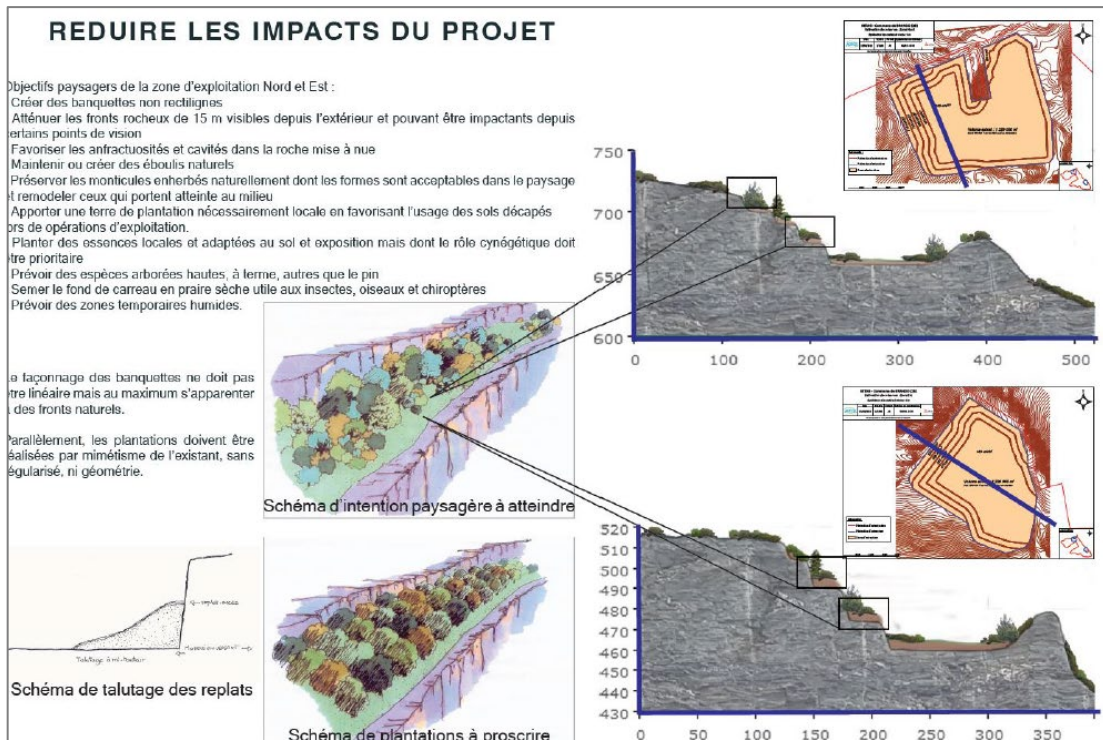 REDUIRE LES IMPACTS DU PROJET
Objectifs paysagers de la zone d'exploitation Nord et Est :
Créer des banquettes non rectilignes
Atténuer les fronts rocheux de 15 m visibles depuis l'extérieur et pouvant être impactants depuis
certains points de vision
Favoriser les anfractuosités et cavités dans la roche mise à nue
Maintenir ou créer des éboulis naturels
Préserver les monticules enherbés naturellement dont les formes sont acceptables dans le paysage
et remodeler ceux qui portent atteinte au milieu
Apporter une terre de plantation nécessairement locale en favorisant l'usage des sols décapés
ors de opérations d'exploitation.
Planter des essences locales et adaptées au sol et exposition mais dont le rôle cynégétique doit
être prioritaire
Prévoir des espèces arborées hautes, à terme, autres que le pin
Semer le fond de carreau en praire sèche utile aux insectes, oiseaux et chiroptères
Prévoir des zones temporaires humides.
Le façonnage des banquettes ne doit pas
être linéaire mais au maximum s'apparenter
à des fronts naturels.
Parallèlement, les plantations doivent être
réalisées par mimétisme de l'existant, sans
régularisé, ni géométrie.
Schéma d'intention paysagère à atteindre
Talutage à mi-hauteur
Schéma de talutage des replats
Schéma de plantations à proscrire
750
700
650
600
0 100 200 300 400 500
520
510
500
490
480
470
460
450
440
430
0 50 100 150 200 250 300 350